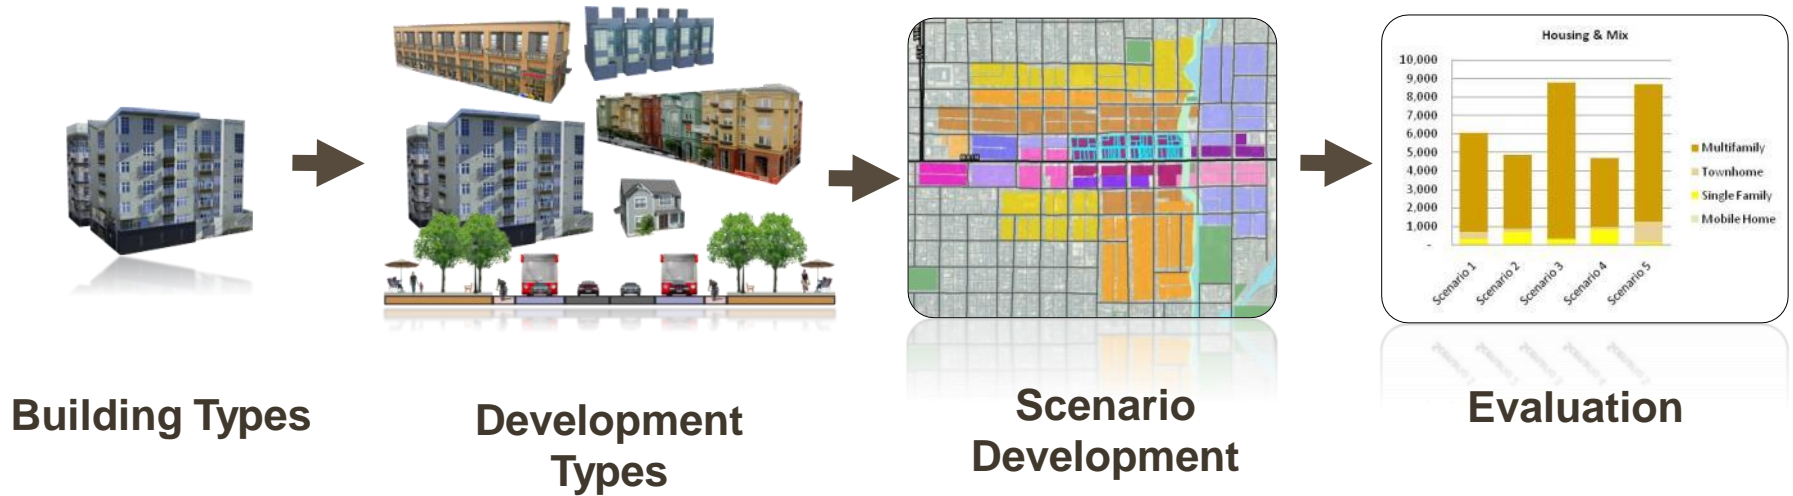 Building Types
Development
Types
Scenario
Development
Evaluation
Housing & Mix
10,000
9,000
8,000
7,000
6,000
5,000
4,000
3,000
2,000
1,000
-
Scenario 1
Scenario 2
Scenario 3
Scenario 4
Scenario 5
Multifamily
Townhome
Single Family
Mobile Home